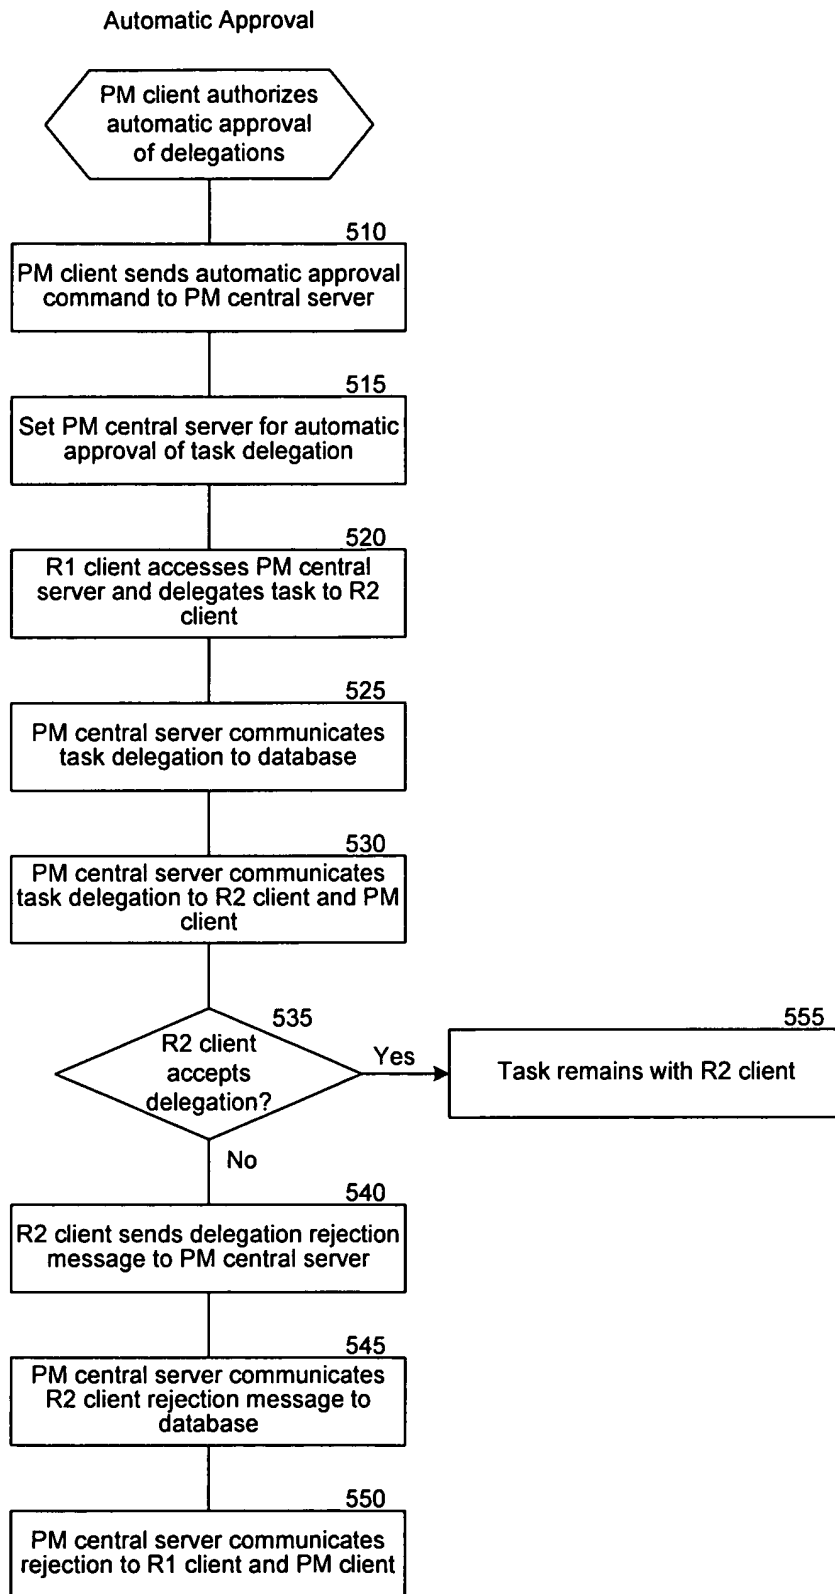 Automatic Approval
PM client authorizes
automatic approval
of delegations
510
PM client sends automatic approval
command to PM central server
515
Set PM central server for automatic
approval of task delegation
520
R1 client accesses PM central
server and delegates task to R2
client
525
PM central server communicates
task delegation to database
530
PM central server communicates
task delegation to R2 client and PM
client
535
R2 client
accepts
delegation?
Yes
555
Task remains with R2 client
No
540
R2 client sends delegation rejection
message to PM central server
545
PM central server communicates
R2 client rejection message to
database
550
PM central server communicates
rejection to R1 client and PM client